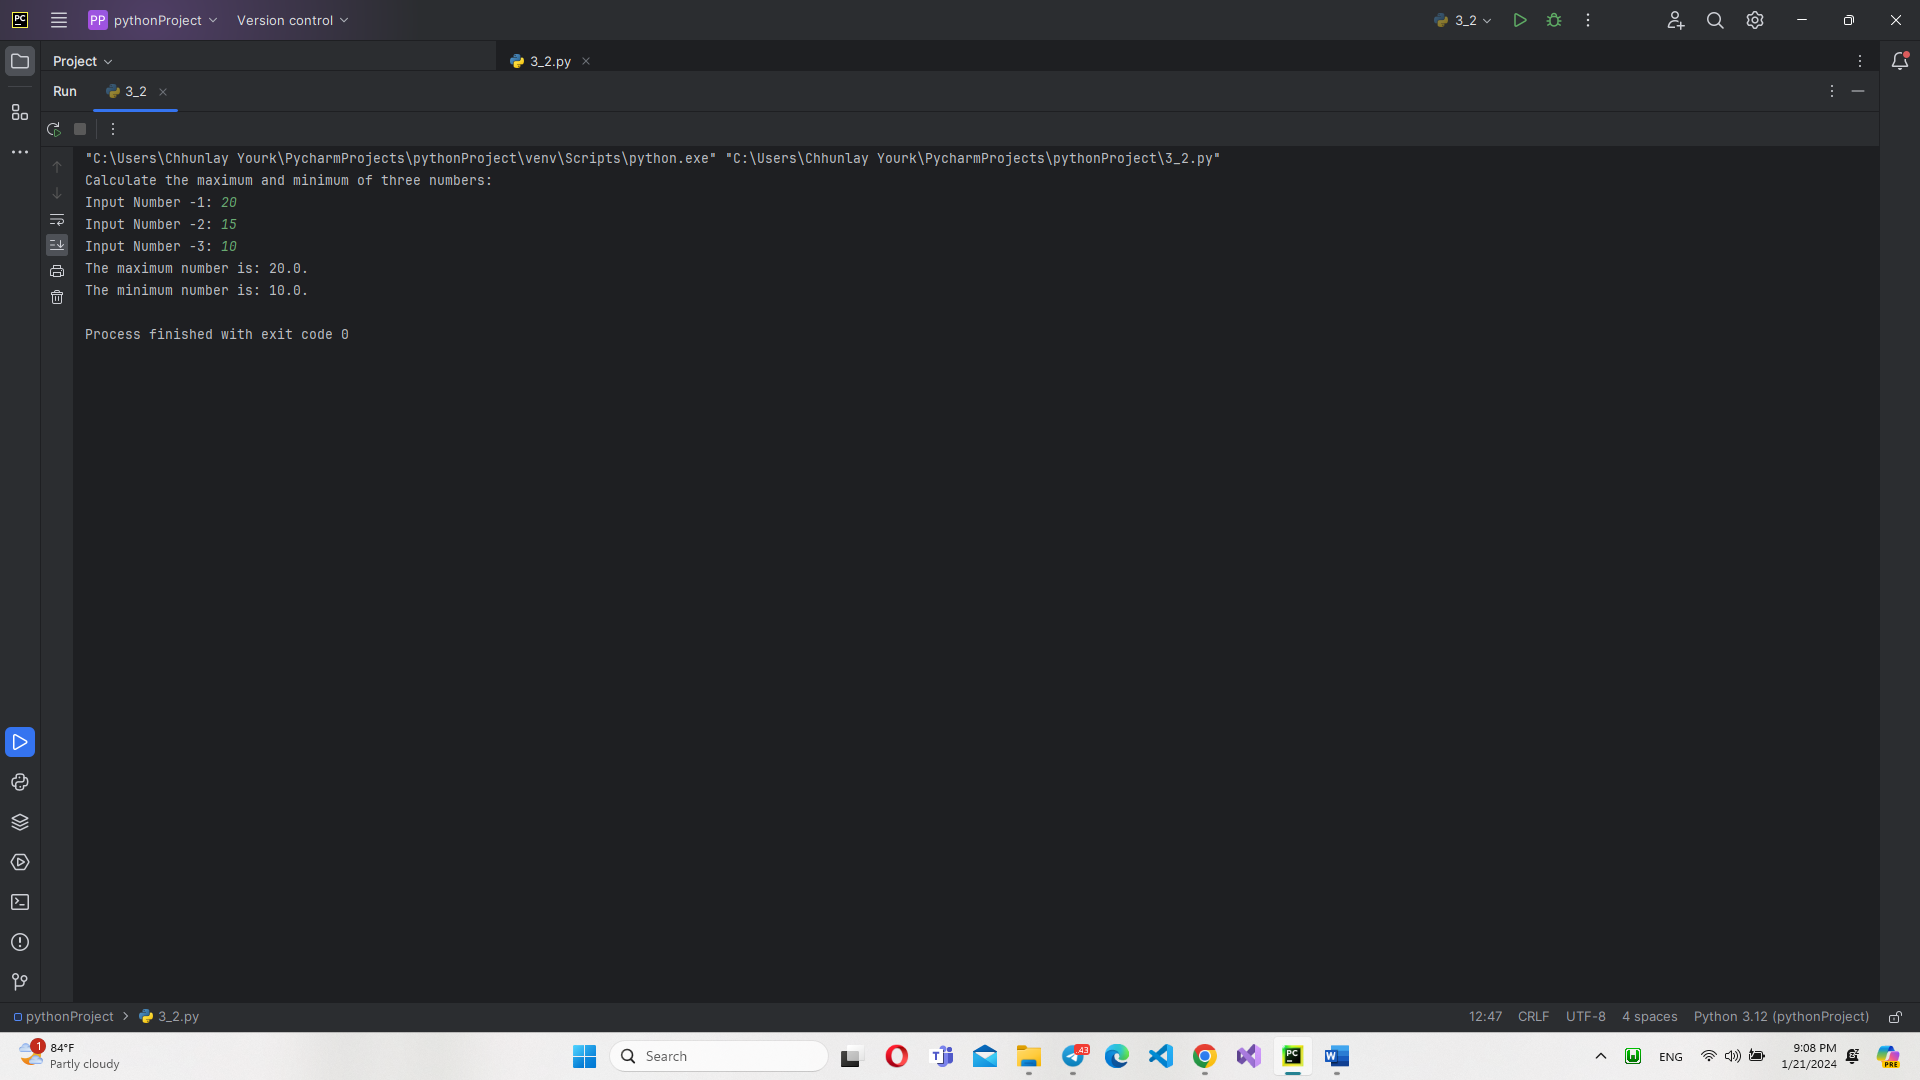 PC
PP pythonProject Version control 3_2
Project 3_2.py
Run 3_2
"C:\Users\Chhunlay Yourk\PycharmProjects\pythonProject\venv\Scripts\python.exe" "C:\Users\Chhunlay Yourk\PycharmProjects\pythonProject\3_2.py"
Calculate the maximum and minimum of three numbers:
Input Number -1: 20
Input Number -2: 15
Input Number -3: 10
The maximum number is: 20.0.
The minimum number is: 10.0.
Process finished with exit code 0
pythonProject 3_2.py 12:47 CRLF UTF-8 4 spaces Python 3.12 (pythonProject)
1 84°F
Partly cloudy
Search
43
PC
ENG
9:08 PM
1/21/2024
PRE